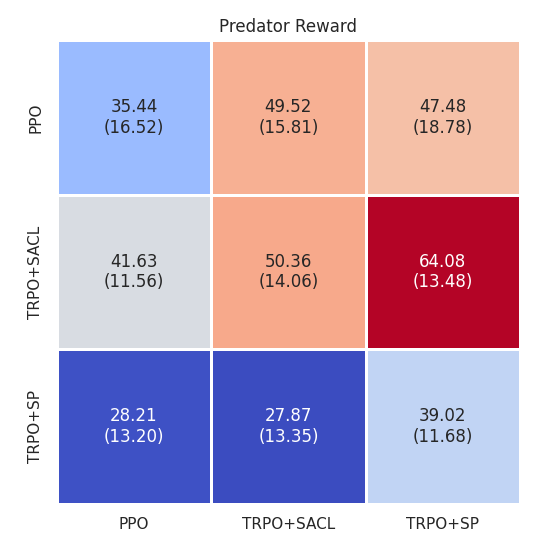 Predator Reward
PPO
35.44
(16.52)
49.52
(15.81)
47.48
(18.78)
TRPO+SACL
41.63
(11.56)
50.36
(14.06)
64.08
(13.48)
TRPO+SP
28.21
(13.20)
27.87
(13.35)
39.02
(11.68)
PPO
TRPO+SACL
TRPO+SP